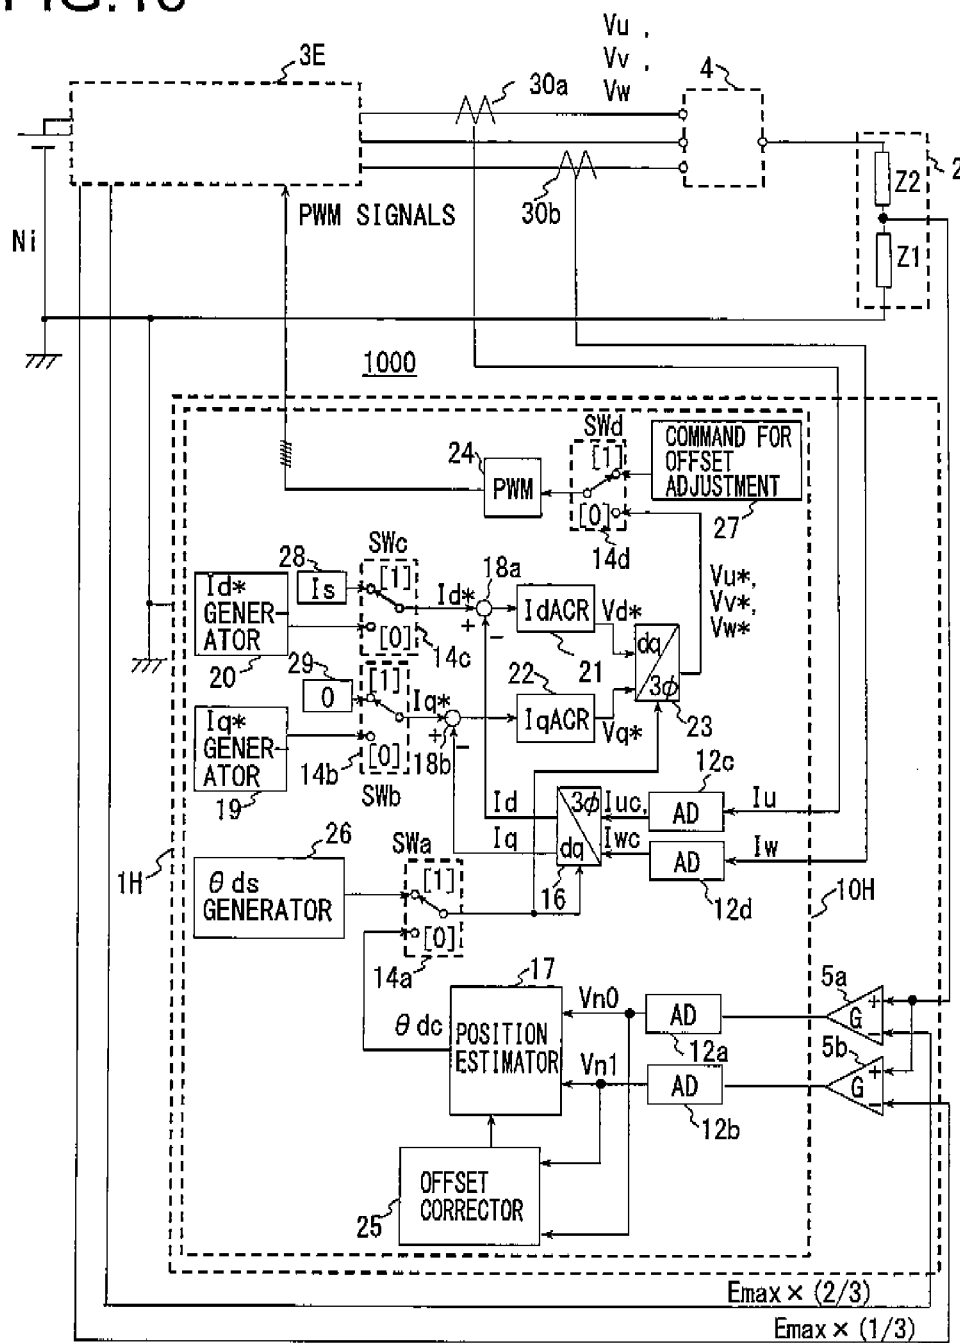 Vu ,
Vv ,
Vw
3E
30a
4
2
Z2
30b
PWM SIGNALS
Ni
Z1
1000
SWd
COMMAND FOR
OFFSET
ADJUSTMENT
24
[1]
PWM
[0]
27
14d
SWc
28
[1]
18a
Vu*,
Vv*,
Vw*
Id*
GENER-
ATOR
Is
Id*
IdACR
Vd*
+
−
dq
[0]
14c
20
29
21
3φ
[1]
22
0
Iq*
IqACR
23
Iq*
GENER-
ATOR
+
−
Vq*
[0]
14b
18b
12c
19
SWb
Id
3φ
Iuc,
AD
Iu
Iq
dq
Iwc
AD
Iw
26
SWa
1H
θ ds
GENERATOR
[1]
16
12d
10H
[0]
14a
17
5a
Vn0
+
AD
G
θ dc
POSITION
ESTIMATOR
−
12a
5b
Vn1
+
AD
G
−
12b
OFFSET
CORRECTOR
25
Emax × (2/3)
Emax × (1/3)